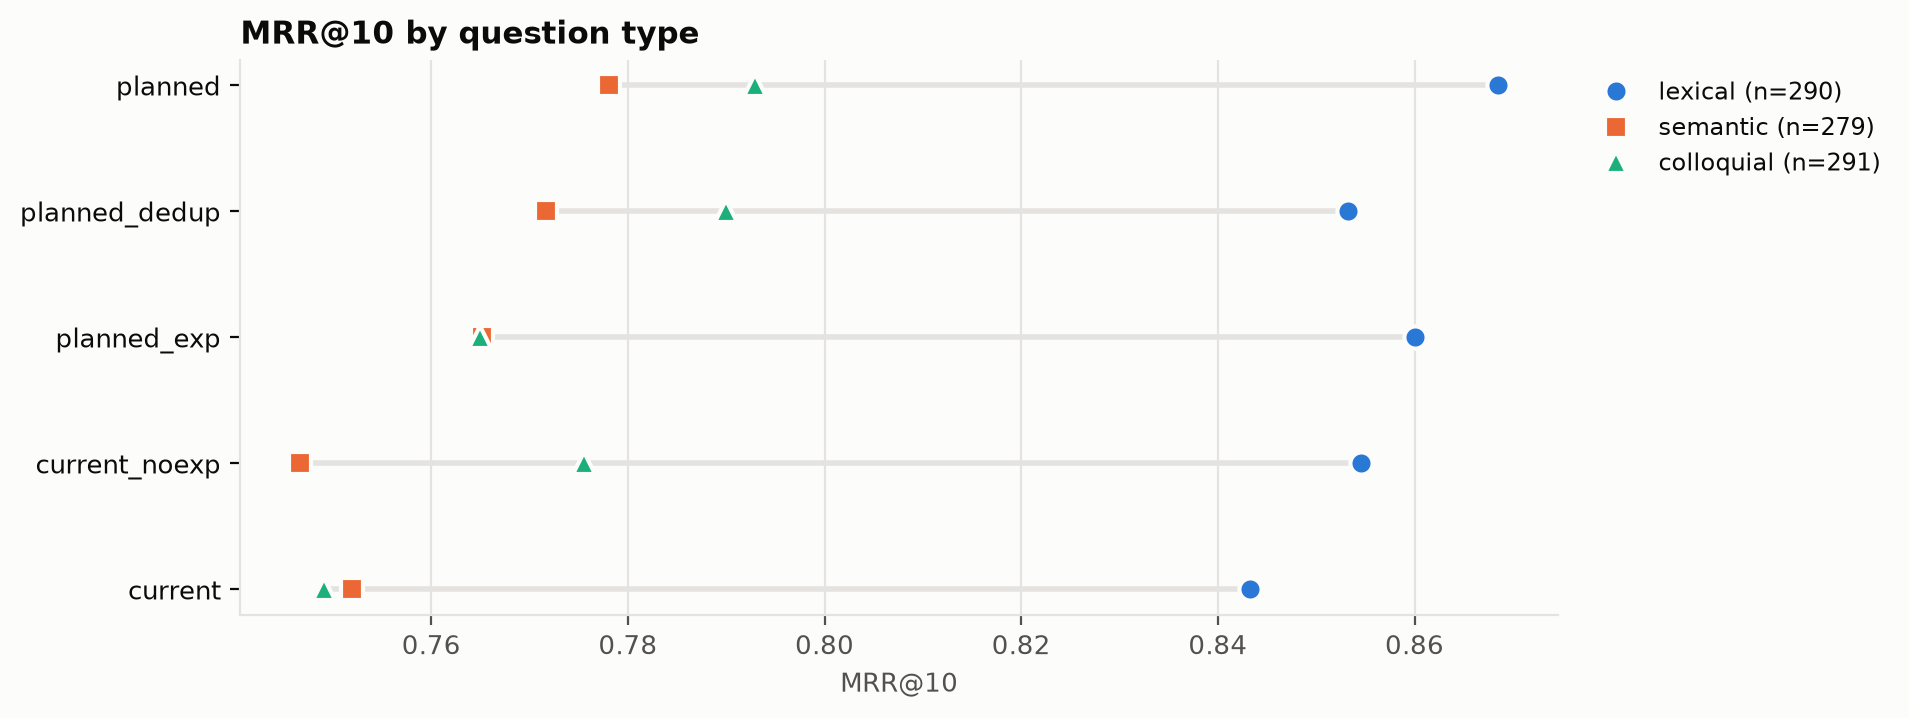 MRR@10 by question type
planned
planned_dedup
planned_exp
current_noexp
current
0.76 0.78 0.80 0.82 0.84 0.86
MRR@10
lexical (n=290)
semantic (n=279)
colloquial (n=291)